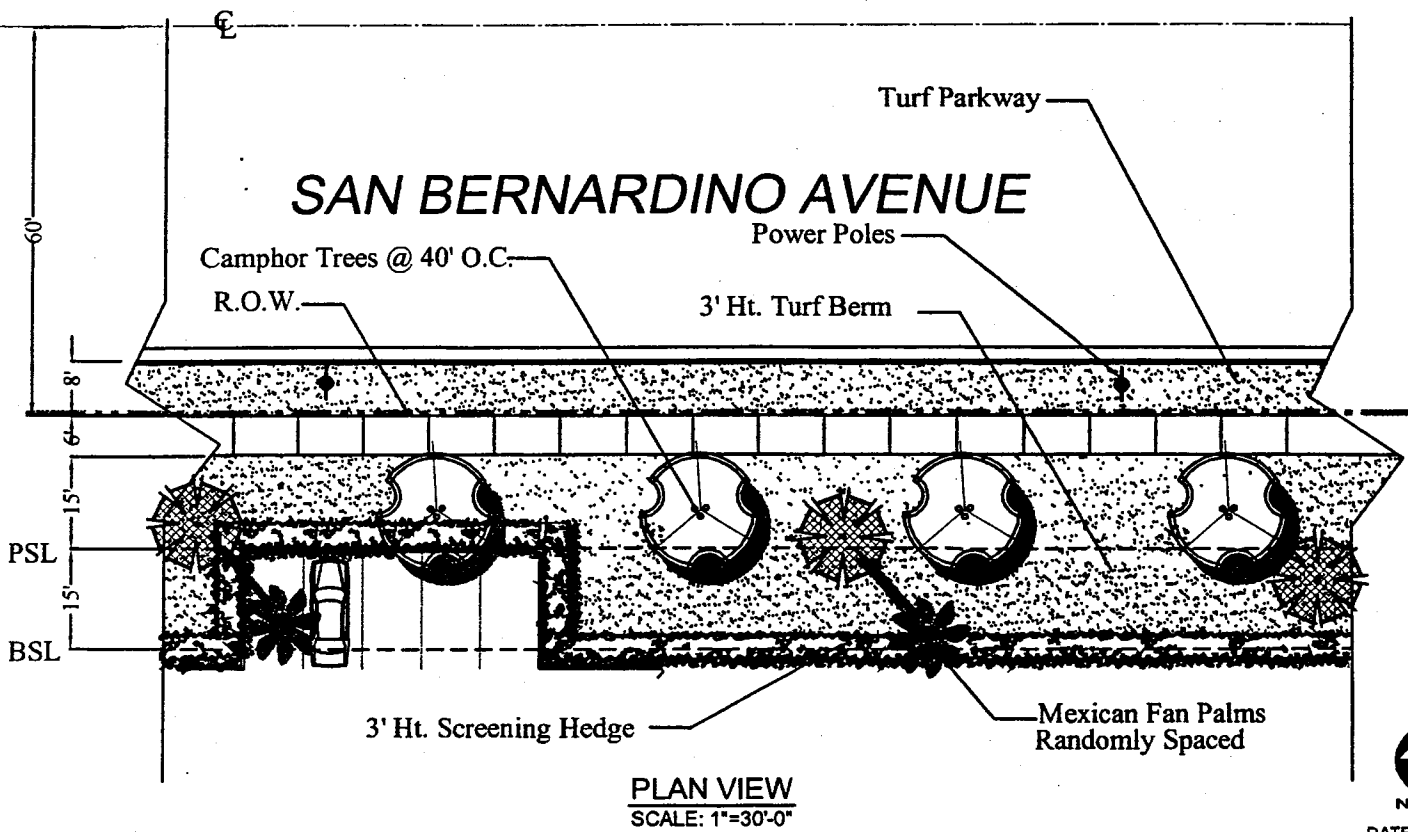 ℄
Turf Parkway
SAN BERNARDINO AVENUE
60'
Power Poles
Camphor Trees @ 40' O.C.
R.O.W.
3' Ht. Turf Berm
8'
6'
15'
PSL
15'
BSL
3' Ht. Screening Hedge
Mexican Fan Palms
Randomly Spaced
PLAN VIEW
SCALE: 1"=30'-0"
N
DATE